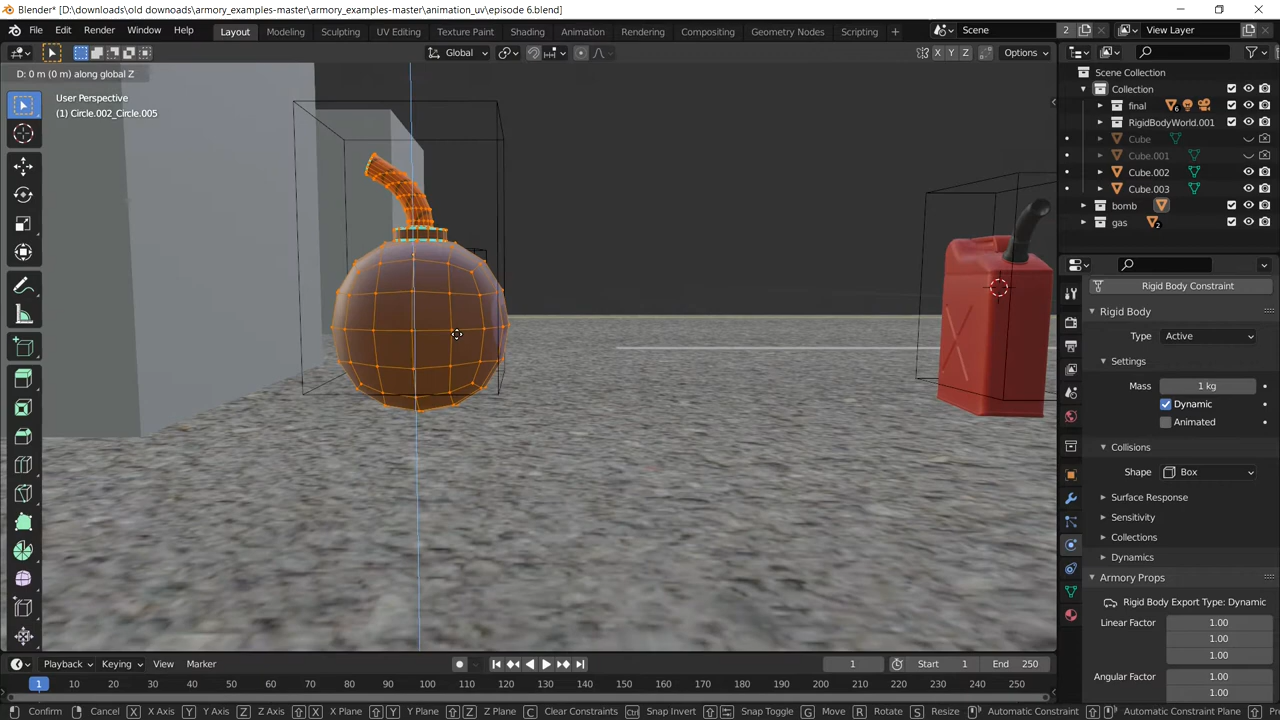 Blender* [D:\downloads\old downoads\armory_examples-master\armory_examples-master\animation_uv\episode 6.blend]
File Edit Render Window Help Layout Modeling Sculpting UV Editing Texture Paint Shading Animation Rendering Compositing Geometry Nodes Scripting + Scene 2 View Layer
Global X Y Z Options
D: 0 m (0 m) along global Z
User Perspective
(1) Circle.002_Circle.005
Scene Collection
Collection
final 6
RigidBodyWorld.001
Cube
Cube.001
Cube.002
Cube.003
bomb
gas 2
Rigid Body Constraint
Rigid Body
Type Active
Settings
Mass 1 kg
Dynamic
Animated
Collisions
Shape Box
Surface Response
Sensitivity
Collections
Dynamics
Armory Props
Rigid Body Export Type: Dynamic
Linear Factor 1.00
1.00
1.00
Angular Factor 1.00
1.00
Playback Keying View Marker 1 Start 1 End 250
1 10 20 30 40 50 60 70 80 90 100 110 120 130 140 150 160 170 180 190 200 210 220 230 240 250
Confirm Cancel X X Axis Y Y Axis Z Z Axis X X Plane Y Y Plane Z Z Plane C Clear Constraints Ctrl Snap Invert Snap Toggle G Move R Rotate S Resize Automatic Constraint Automatic Constraint Plane